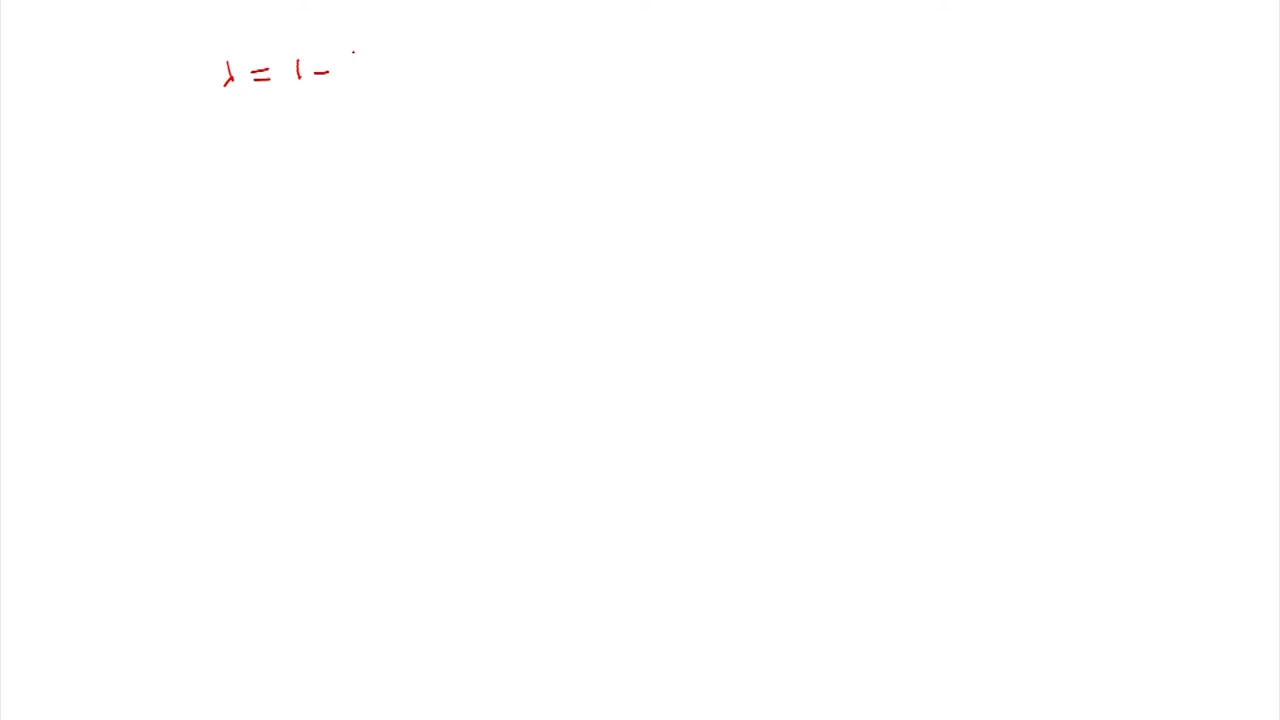 λ = 1 -